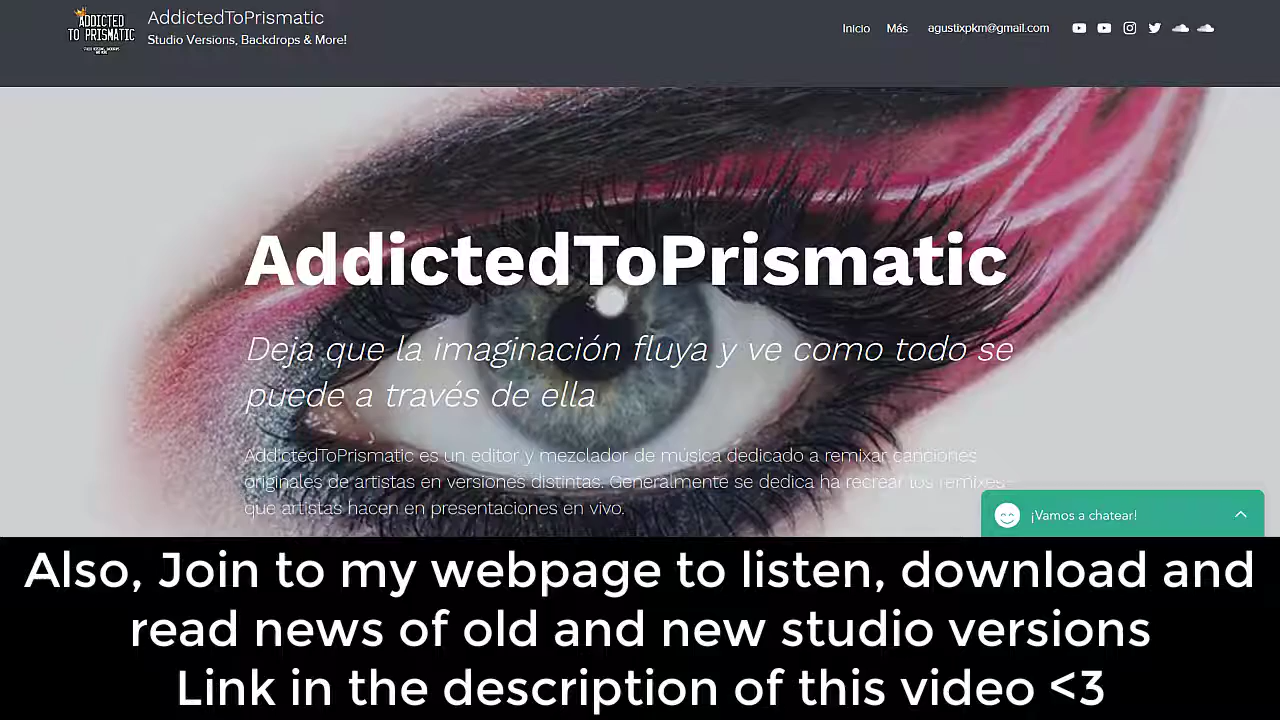 ADDICTED
TO PRISMATIC
AddictedToPrismatic
Studio Versions, Backdrops & More!
Inicio Más agustixpkm@gmail.com
AddictedToPrismatic
Deja que la imaginación fluya y ve como todo se
puede a través de ella
AddictedToPrismatic es un editor y mezclador de música dedicado a remixar canciones
originales de artistas en versiones distintas. Generalmente se dedica ha recrear los remixes
que artistas hacen en presentaciones en vivo.
¡Vamos a chatear!
Also, Join to my webpage to listen, download and
read news of old and new studio versions
Link in the description of this video <3